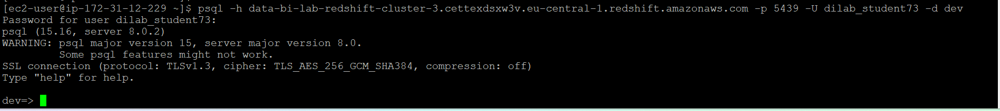 [ec2-user@ip-172-31-12-229 ~]$ psql -h data-bi-lab-redshift-cluster-3.cettexdsxw3v.eu-central-1.redshift.amazonaws.com -p 5439 -U dilab_student73 -d dev
Password for user dilab_student73:
psql (15.16, server 8.0.2)
WARNING: psql major version 15, server major version 8.0.
         Some psql features might not work.
SSL connection (protocol: TLSv1.3, cipher: TLS_AES_256_GCM_SHA384, compression: off)
Type "help" for help.

dev=>